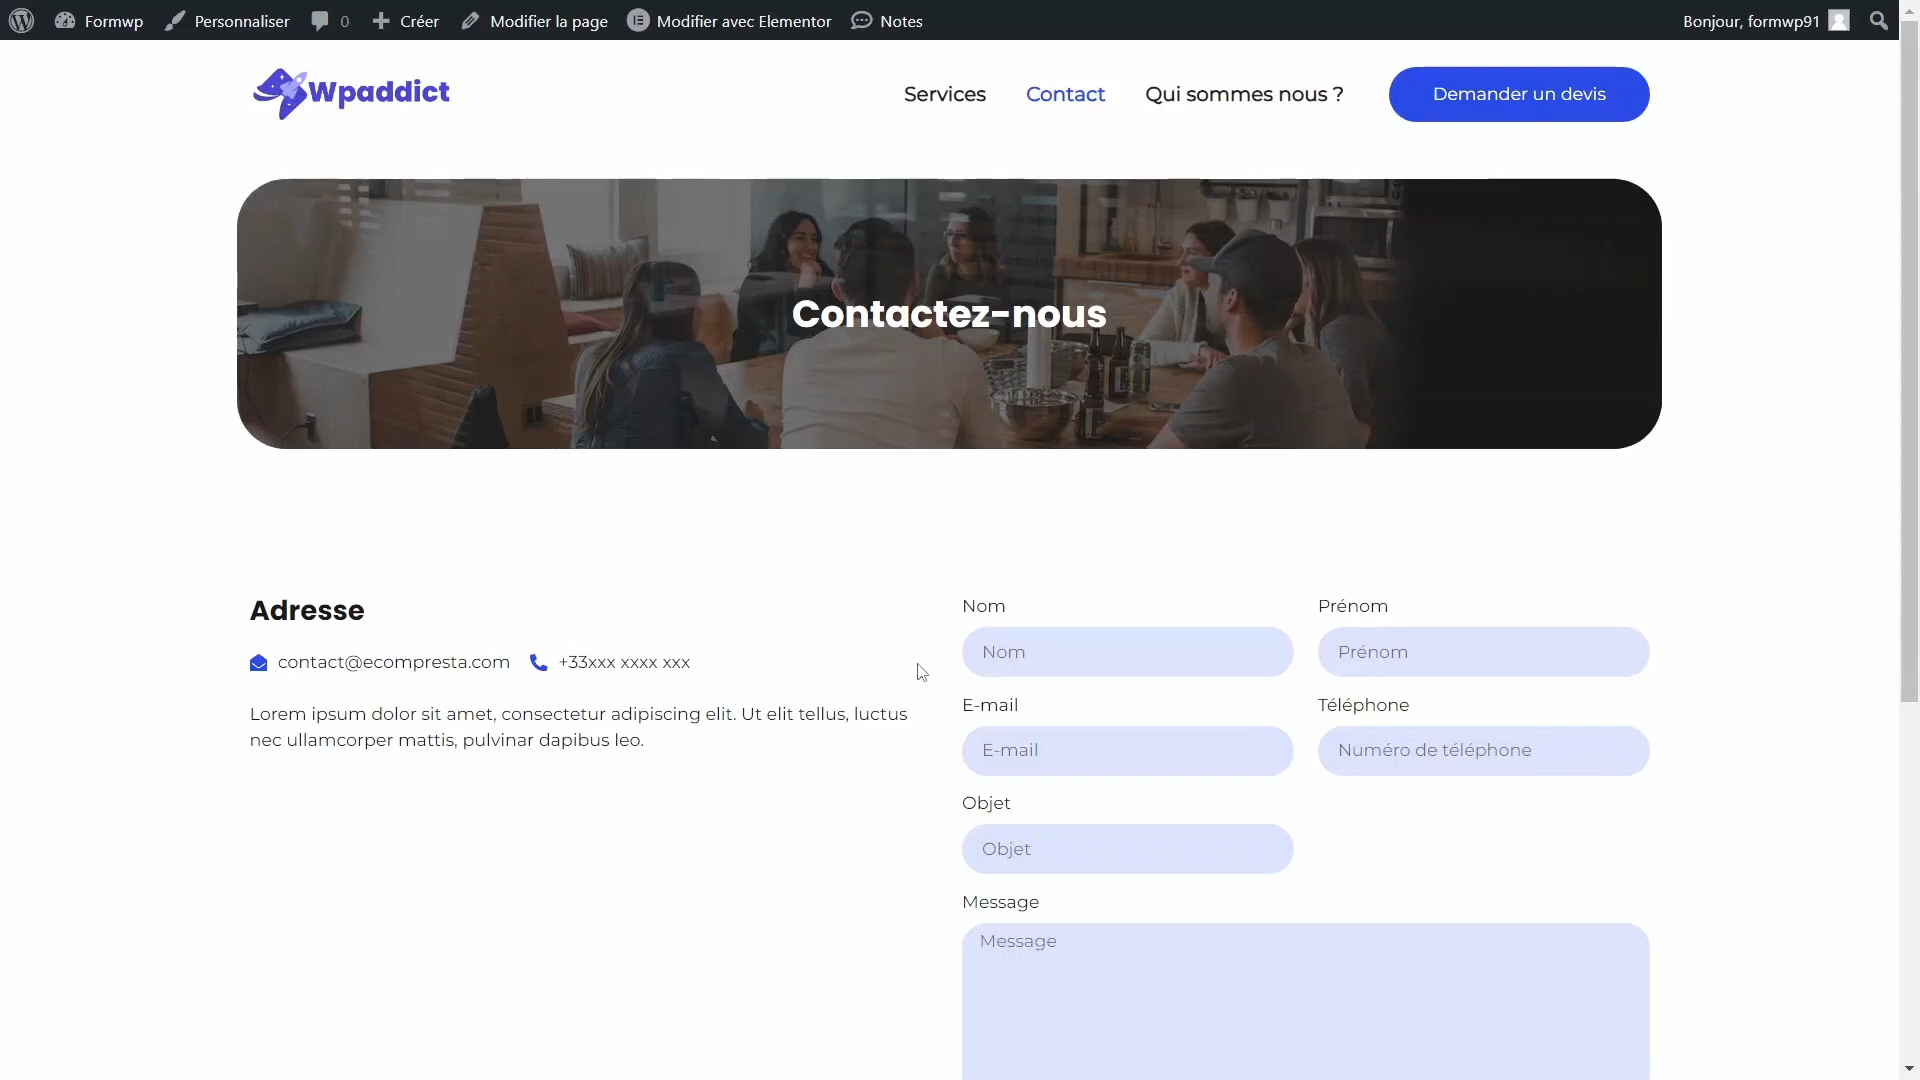 Formwp Personnaliser 0 Créer Modifier la page Modifier avec Elementor Notes Bonjour, formwp91
Wpaddict Services Contact Qui sommes nous ? Demander un devis
Contactez-nous
Adresse
contact@ecompresta.com +33xxx xxxx xxx
Lorem ipsum dolor sit amet, consectetur adipiscing elit. Ut elit tellus, luctus
nec ullamcorper mattis, pulvinar dapibus leo.
Nom Prénom
Nom Prénom
E-mail Téléphone
E-mail Numéro de téléphone
Objet
Objet
Message
Message